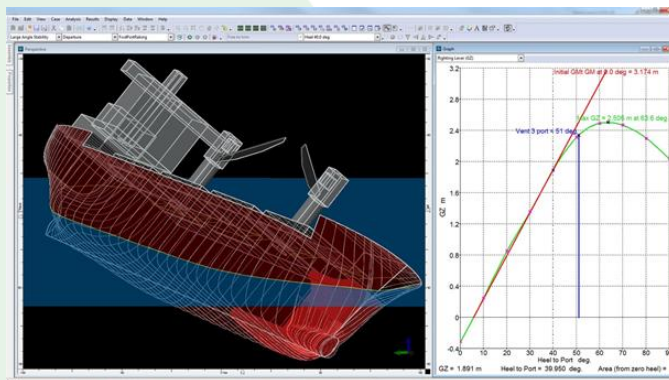 File Edit View Case Analysis Results Display Data Window Help
Large Angle Stability Departure
Heel 40.0 deg
Perspective
Graph
Righting Lever (GZ)
3.2
2.8
2.4
2
1.6
1.2
0.8
0.4
0
-0.4
GZ m
Initial GMt GM at 0.0 deg = 3.174 m
Max GZ = 2.506 m at 63.6 deg
Vent 3 port = 51 deg
0 10 20 30 40 50 60 70 80
Heel to Port deg.
GZ = 1.891 m Heel to Port = 39.950 deg. Area (from zero heel) =